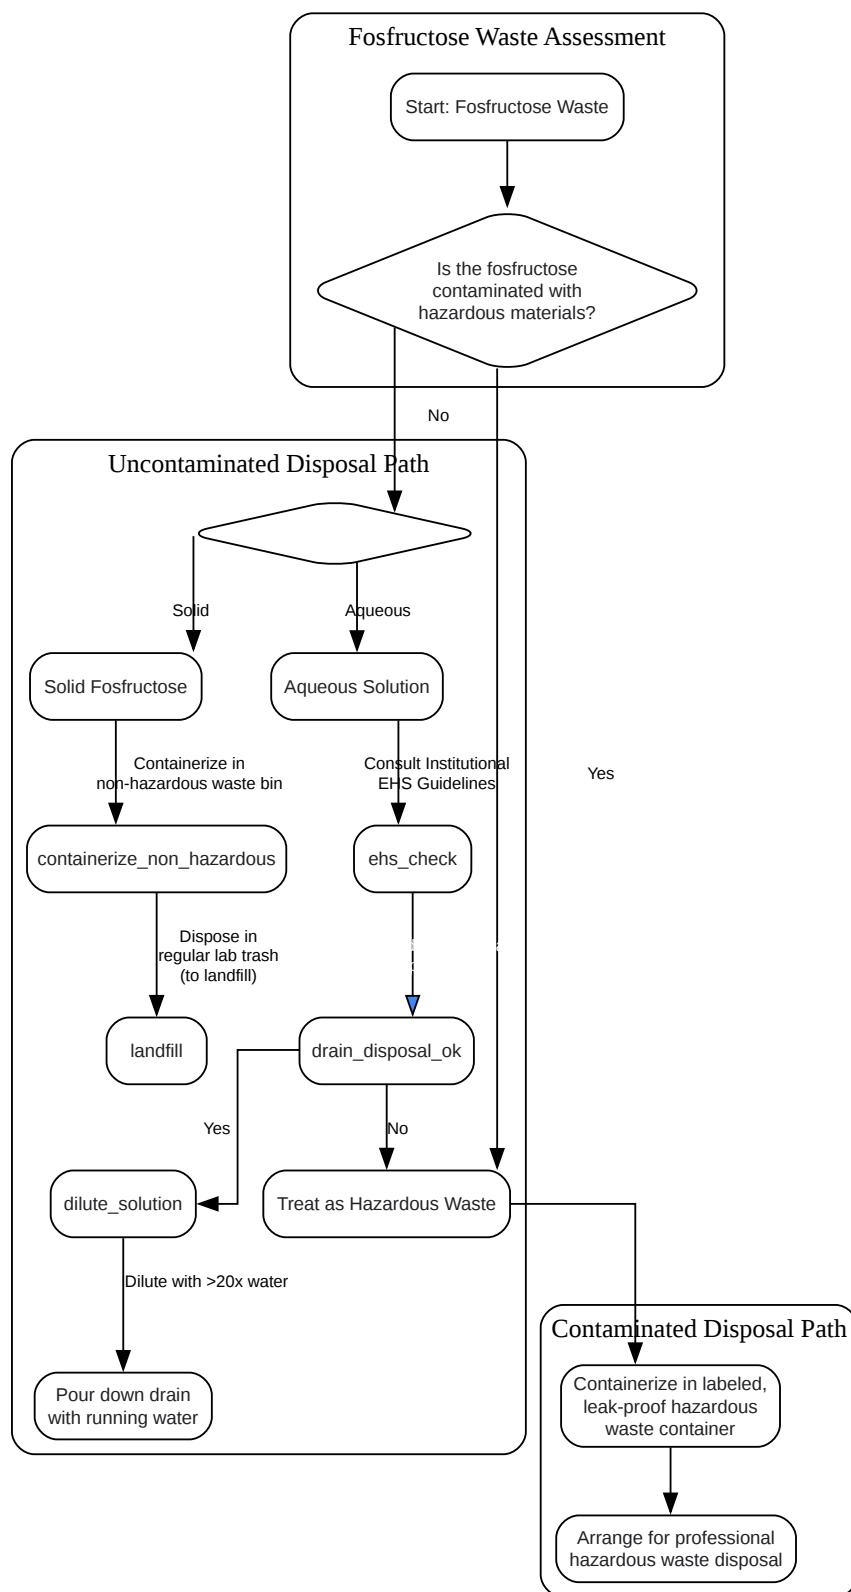 Fosfructose Waste Assessment
Start: Fosfructose Waste
Is the fosfructose
contaminated with
hazardous materials?
No
Uncontaminated Disposal Path
Solid
Aqueous
Solid Fosfructose
Aqueous Solution
Containerize in
non-hazardous waste bin
Consult Institutional
EHS Guidelines
Yes
containerize_non_hazardous
ehs_check
Dispose in
regular lab trash
(to landfill)
landfill
drain_disposal_ok
Yes
No
dilute_solution
Treat as Hazardous Waste
Dilute with >20x water
Pour down drain
with running water
Contaminated Disposal Path
Containerize in labeled,
leak-proof hazardous
waste container
Arrange for professional
hazardous waste disposal